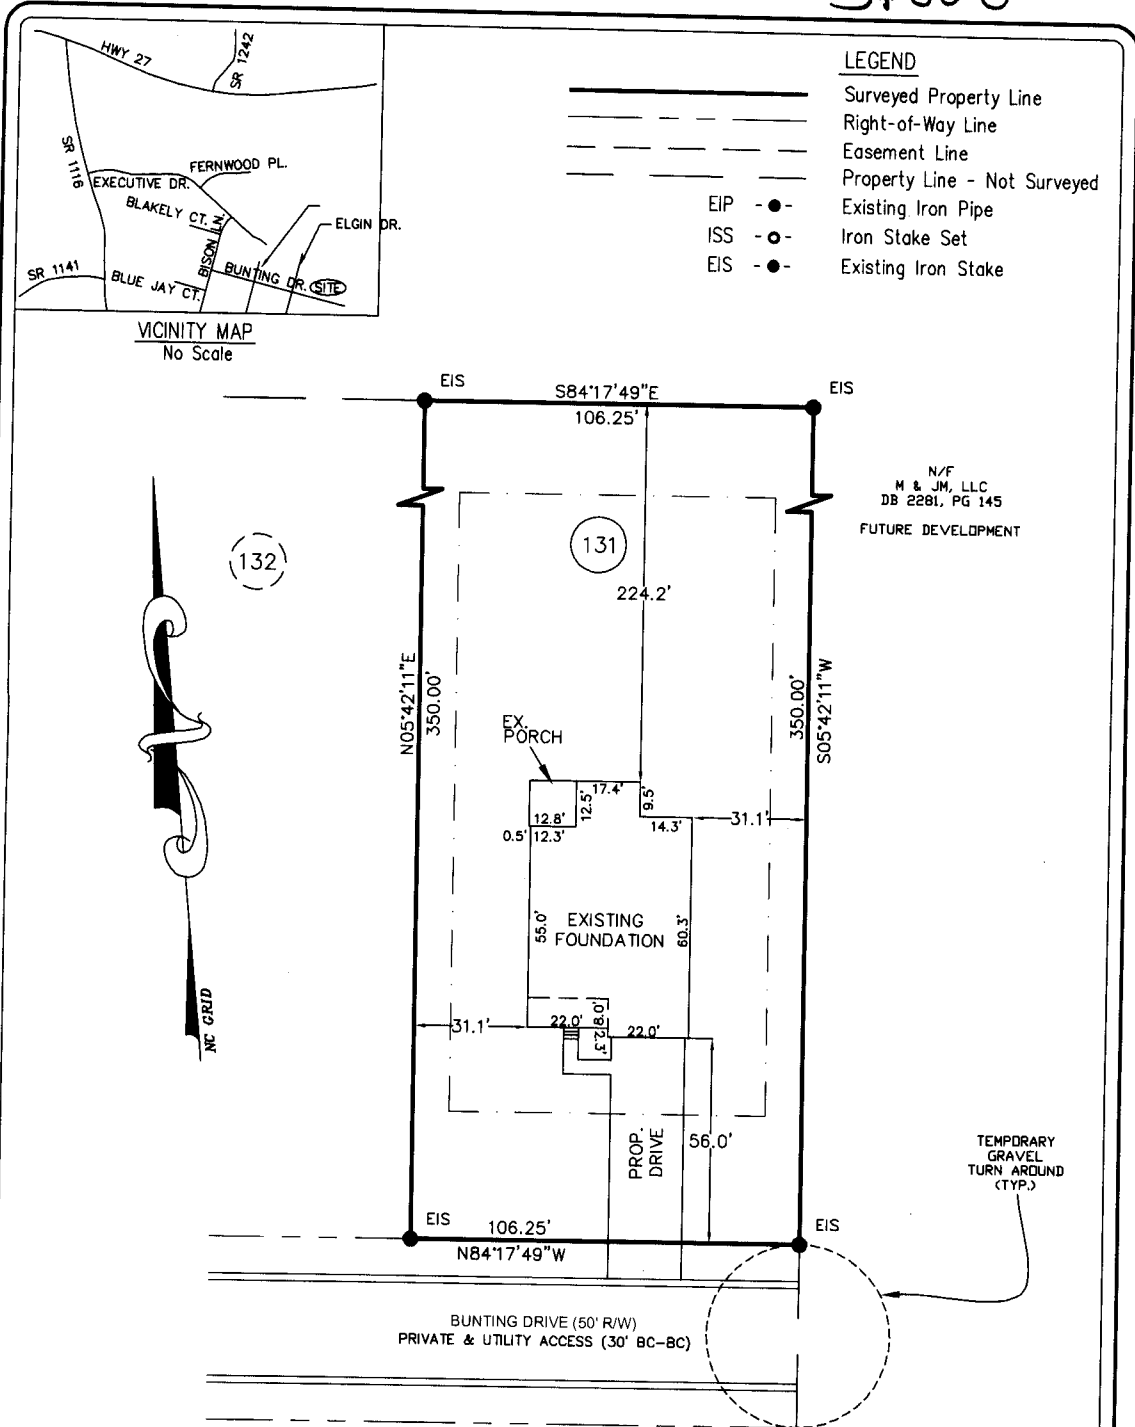 HWY 27
SR 1242
SR 1116
FERNWOOD PL.
EXECUTIVE DR.
BLAKELY CT.
BISON LN.
ELGIN DR.
SR 1141
BLUE JAY CT.
BUNTING DR.
SITE
VICINITY MAP
No Scale
LEGEND
Surveyed Property Line
Right-of-Way Line
Easement Line
Property Line - Not Surveyed
EIP Existing Iron Pipe
ISS Iron Stake Set
EIS Existing Iron Stake
EIS
S84°17'49"E
106.25'
EIS
N/F
M & JM, LLC
DB 2281, PG 145
FUTURE DEVELOPMENT
132
131
224.2'
N05°42'11"E
350.00'
350.00'
S05°42'11"W
EX.
PORCH
17.4'
12.5'
9.5'
12.8'
14.3'
31.1'
0.5'
12.3'
55.0'
EXISTING
FOUNDATION
60.3'
NC GRID
31.1'
22.0'
8.0'
2.3'
22.0'
PROP.
DRIVE
56.0'
TEMPORARY
GRAVEL
TURN AROUND
(TYP.)
EIS
106.25'
N84°17'49"W
EIS
BUNTING DRIVE (50' R/W)
PRIVATE & UTILITY ACCESS (30' BC-BC)